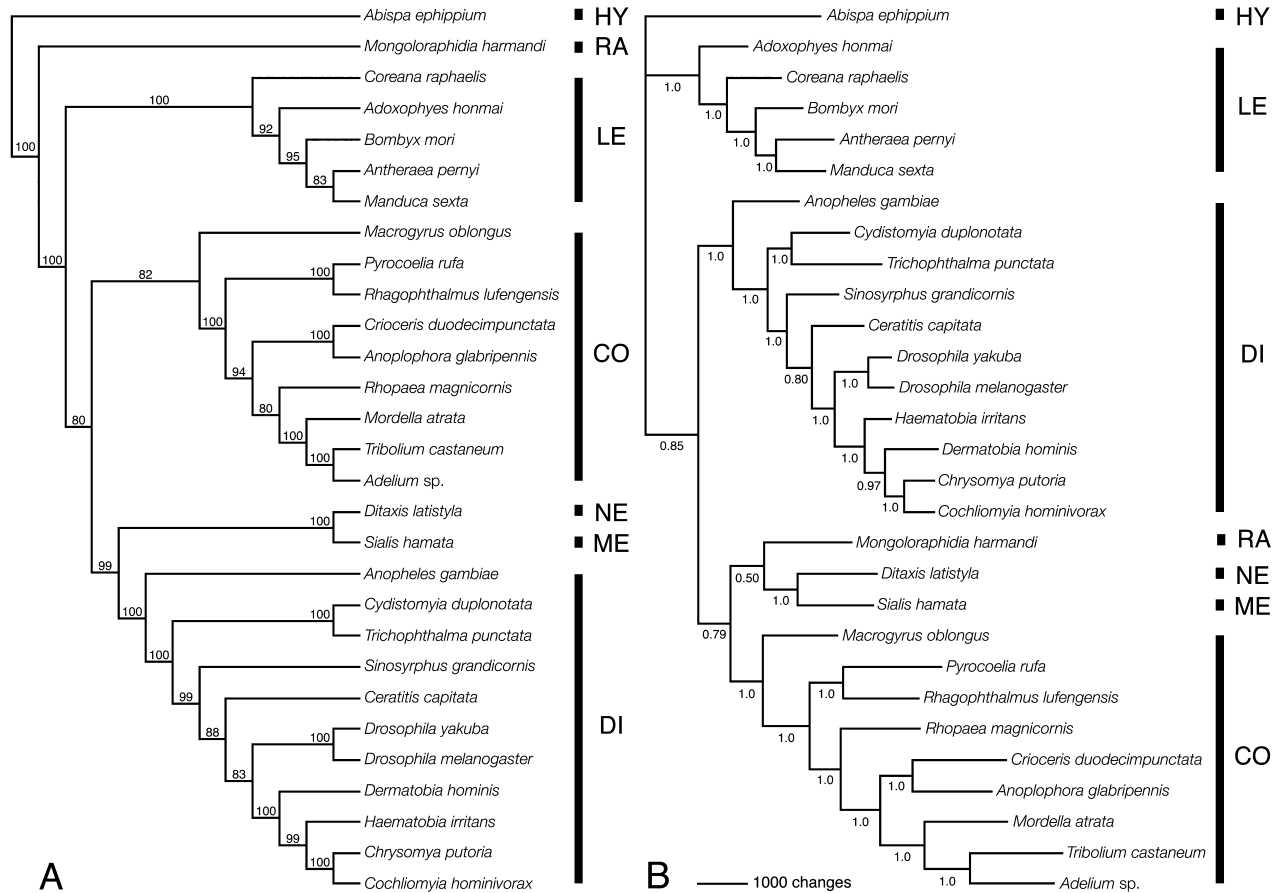 Abispa ephippium
HY
Mongoloraphidia harmandi
RA
Coreana raphaelis
100
Adoxophyes honmai
92
LE
Bombyx mori
100
95
Antheraea pernyi
83
Manduca sexta
Macrogyrus oblongus
100
82
Pyrocoelia rufa
100
Rhagophthalmus lufengensis
100
Crioceris duodecimpunctata
100
Anoplophora glabripennis
CO
94
Rhopaea magnicornis
80
80
Mordella atrata
100
Tribolium castaneum
100
Adelium sp.
Ditaxis latistyla
100
NE
Sialis hamata
ME
99
Anopheles gambiae
100
Cydistomyia duplonotata
100
Trichophthalma punctata
100
Sinosyrphus grandicornis
99
Ceratitis capitata
88
DI
Drosophila yakuba
100
Drosophila melanogaster
83
Dermatobia hominis
100
Haematobia irritans
99
Chrysomya putoria
100
Cochliomyia hominivorax
A
Abispa ephippium
HY
Adoxophyes honmai
1.0
Coreana raphaelis
1.0
LE
Bombyx mori
1.0
Antheraea pernyi
1.0
Manduca sexta
Anopheles gambiae
Cydistomyia duplonotata
1.0
1.0
Trichophthalma punctata
1.0
Sinosyrphus grandicornis
1.0
Ceratitis capitata
DI
Drosophila yakuba
0.80
1.0
Drosophila melanogaster
1.0
Haematobia irritans
1.0
Dermatobia hominis
0.85
0.97
Chrysomya putoria
1.0
Cochliomyia hominivorax
Mongoloraphidia harmandi
RA
0.50
Ditaxis latistyla
NE
1.0
Sialis hamata
ME
0.79
Macrogyrus oblongus
Pyrocoelia rufa
1.0
1.0
Rhagophthalmus lufengensis
1.0
Rhopaea magnicornis
1.0
Crioceris duodecimpunctata
CO
1.0
Anoplophora glabripennis
1.0
Mordella atrata
1.0
Tribolium castaneum
1.0
Adelium sp.
B
1000 changes